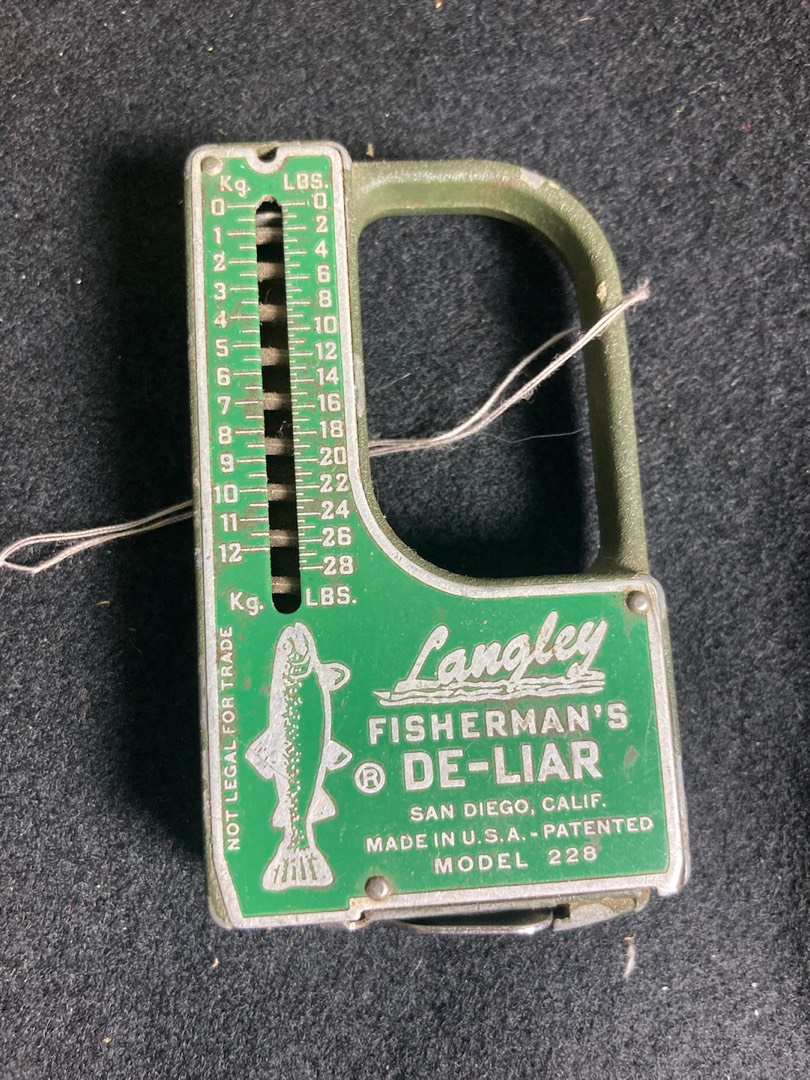 Kg. LBS.
0 0
1 2
2 4
3 6
4 8
5 10
6 12
7 14
8 16
9 18
10 20
11 22
12 24
26
28
Kg. LBS.
NOT LEGAL FOR TRADE
Langley
FISHERMAN'S
® DE-LIAR
SAN DIEGO, CALIF.
MADE IN U.S.A. - PATENTED
MODEL 228